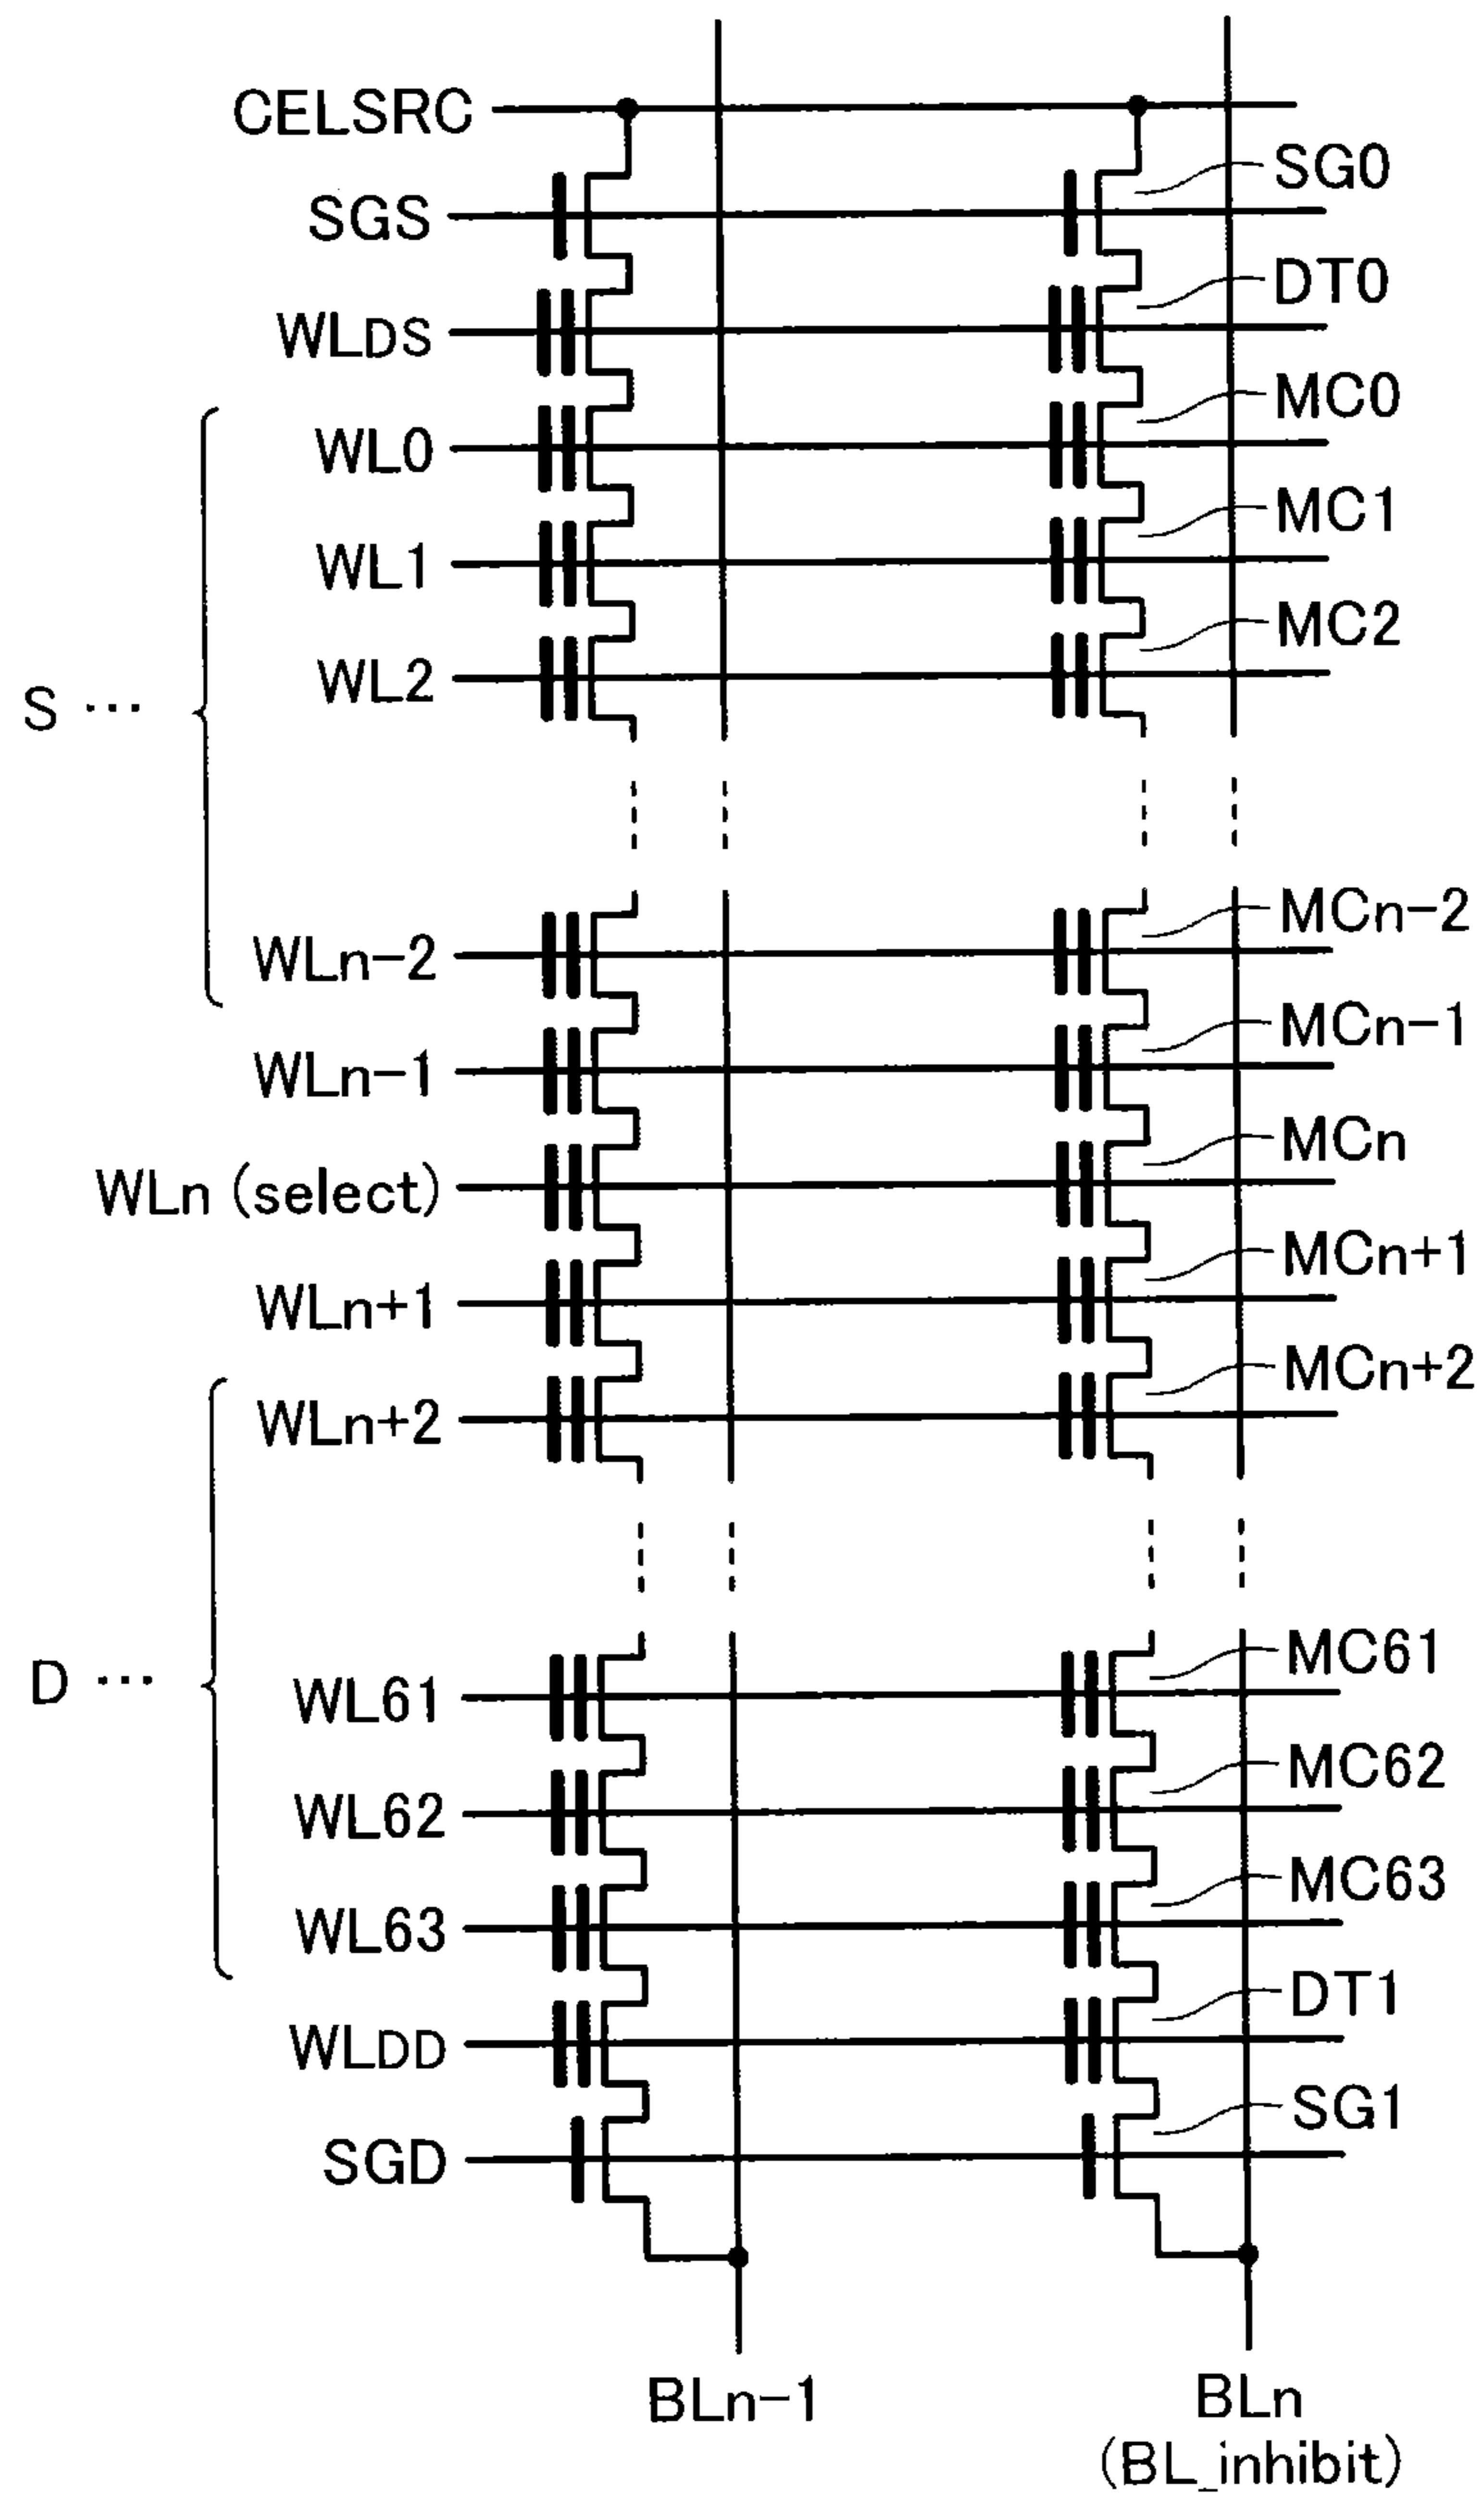 CELSRC
SG0
SGS
DT0
WLDS
MC0
WL0
MC1
WL1
MC2
WL2
S ...
MCn-2
WLn-2
MCn-1
WLn-1
MCn
WLn (select)
MCn+1
WLn+1
MCn+2
WLn+2
MC61
D ...
WL61
MC62
WL62
MC63
WL63
DT1
WLDD
SG1
SGD
BLn-1
BLn
(BL_inhibit)